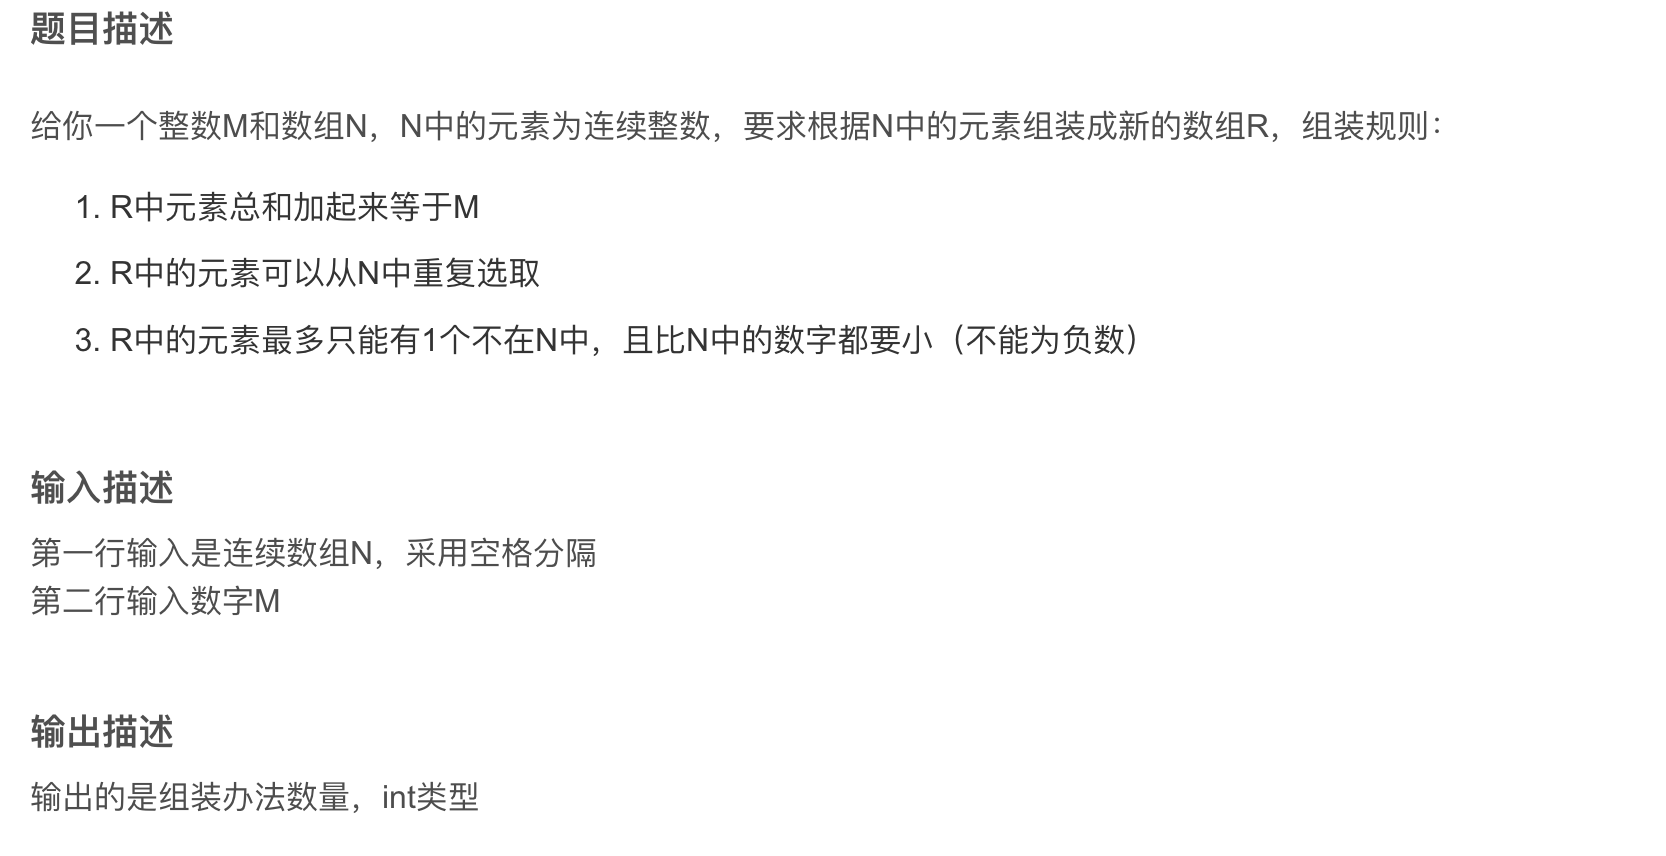 题目描述
给你一个整数M和数组N，N中的元素为连续整数，要求根据N中的元素组装成新的数组R，组装规则：
1. R中元素总和加起来等于M
2. R中的元素可以从N中重复选取
3. R中的元素最多只能有1个不在N中，且比N中的数字都要小（不能为负数）
输入描述
第一行输入是连续数组N，采用空格分隔
第二行输入数字M
输出描述
输出的是组装办法数量，int类型